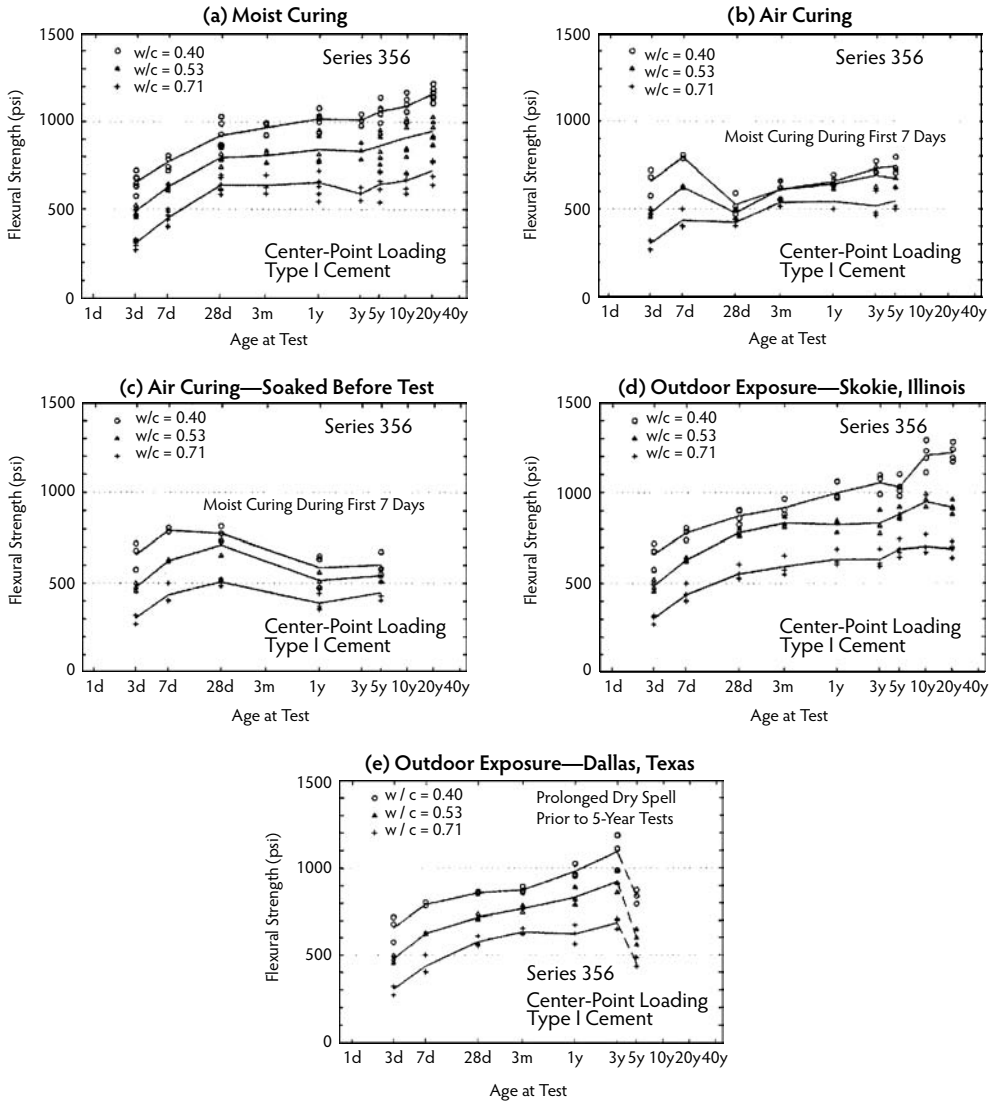 (a) Moist Curing
1500
1000
500
0
Flexural Strength (psi)
w/c = 0.40
w/c = 0.53
w/c = 0.71
Series 356
Center-Point Loading
Type I Cement
1d 3d 7d 28d 3m 1y 3y 5y 10y 20y 40y
Age at Test
(b) Air Curing
1500
1000
500
0
Flexural Strength (psi)
w/c = 0.40
w/c = 0.53
w/c = 0.71
Series 356
Moist Curing During First 7 Days
Center-Point Loading
Type I Cement
1d 3d 7d 28d 3m 1y 3y 5y 10y 20y 40y
Age at Test
(c) Air Curing—Soaked Before Test
1500
1000
500
0
Flexural Strength (psi)
w/c = 0.40
w/c = 0.53
w/c = 0.71
Series 356
Moist Curing During First 7 Days
Center-Point Loading
Type I Cement
1d 3d 7d 28d 3m 1y 3y 5y 10y 20y 40y
Age at Test
(d) Outdoor Exposure—Skokie, Illinois
1500
1000
500
0
Flexural Strength (psi)
w/c = 0.40
w/c = 0.53
w/c = 0.71
Series 356
Center-Point Loading
Type I Cement
1d 3d 7d 28d 3m 1y 3y 5y 10y 20y 40y
Age at Test
(e) Outdoor Exposure—Dallas, Texas
1500
1000
500
0
Flexural Strength (psi)
w / c = 0.40
w / c = 0.53
w / c = 0.71
Prolonged Dry Spell
Prior to 5-Year Tests
Series 356
Center-Point Loading
Type I Cement
1d 3d 7d 28d 3m 1y 3y 5y 10y 20y 40y
Age at Test